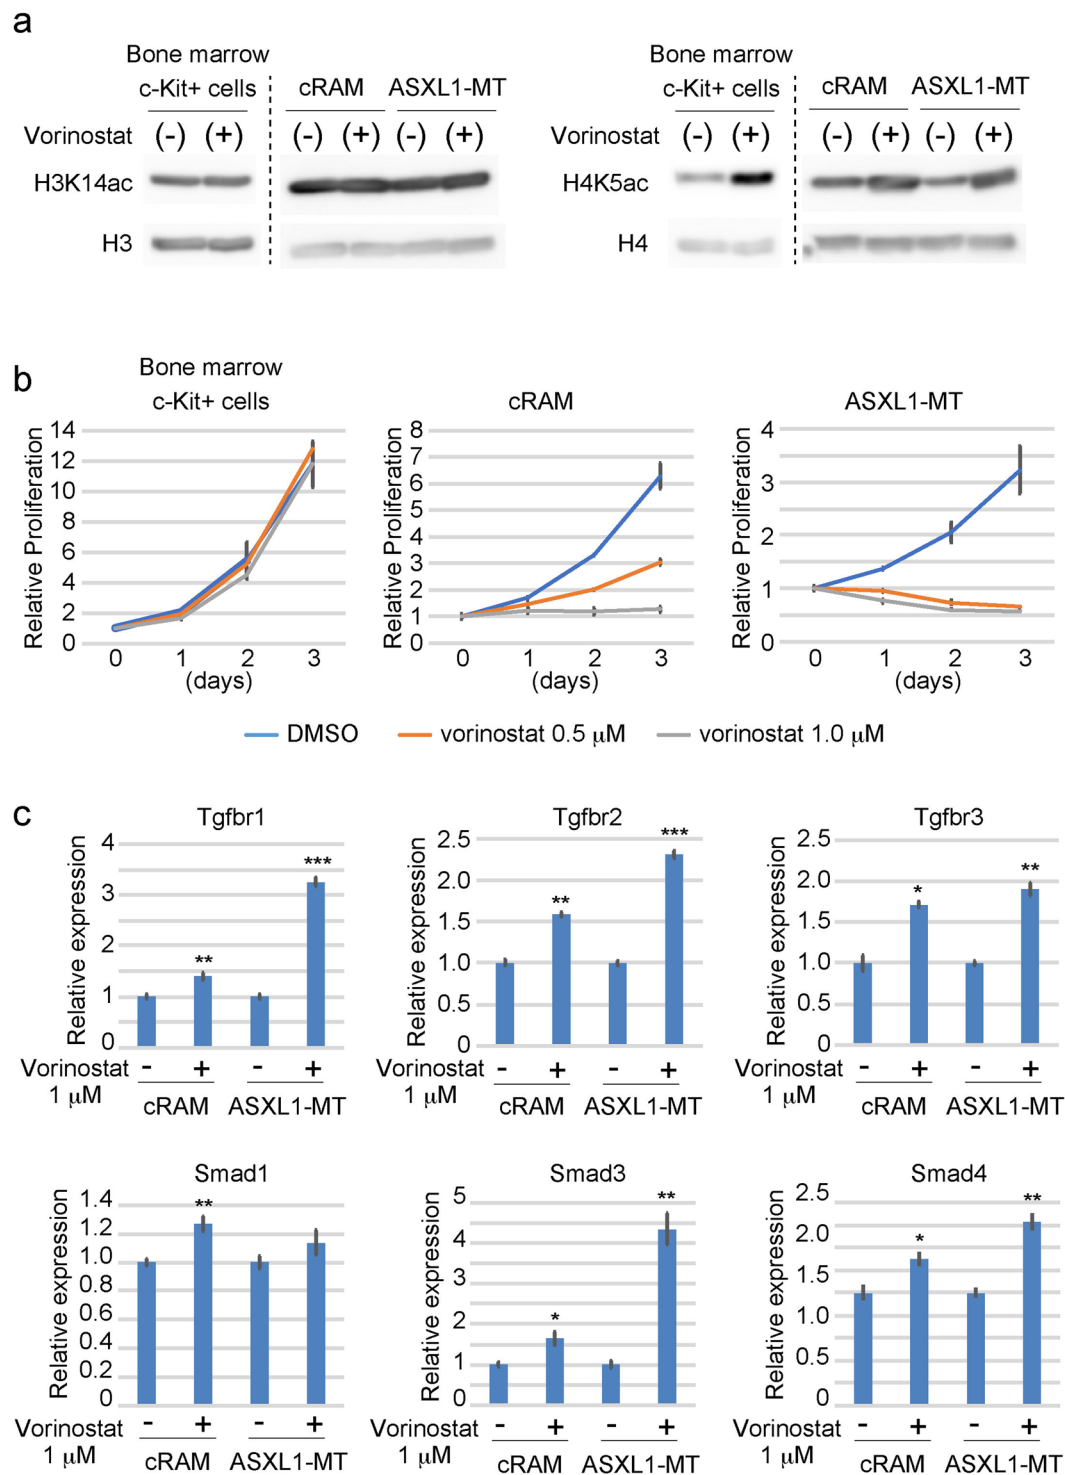 a
Bone marrow
c-Kit+ cells
cRAM
ASXL1-MT
Vorinostat (-) (+) (-) (+) (-) (+)
H3K14ac
H3
Bone marrow
c-Kit+ cells
cRAM
ASXL1-MT
(-) (+) (-) (+) (-) (+)
H4K5ac
H4
b
Bone marrow
c-Kit+ cells
Relative Proliferation
14
12
10
8
6
4
2
0
0 1 2 3
(days)
cRAM
Relative Proliferation
8
7
6
5
4
3
2
1
0
0 1 2 3
(days)
ASXL1-MT
Relative Proliferation
4
3
2
1
0
0 1 2 3
(days)
DMSO vorinostat 0.5 μM vorinostat 1.0 μM
c
Tgfbr1
Relative expression
4
3
2
1
0
** ***
Vorinostat - + - +
1 μM
cRAM ASXL1-MT
Tgfbr2
Relative expression
2.5
2.0
1.5
1.0
0.5
0
** ***
Vorinostat - + - +
1 μM
cRAM ASXL1-MT
Tgfbr3
Relative expression
2.5
2.0
1.5
1.0
0.5
0
* **
Vorinostat - + - +
1 μM
cRAM ASXL1-MT
Smad1
Relative expression
1.4
1.2
1.0
0.8
0.6
0.4
0.2
0
**
Vorinostat - + - +
1 μM
cRAM ASXL1-MT
Smad3
Relative expression
5
4
3
2
1
0
* **
Vorinostat - + - +
1 μM
cRAM ASXL1-MT
Smad4
Relative expression
2.5
2.0
1.5
1.0
0.5
0
* **
Vorinostat - + - +
1 μM
cRAM ASXL1-MT